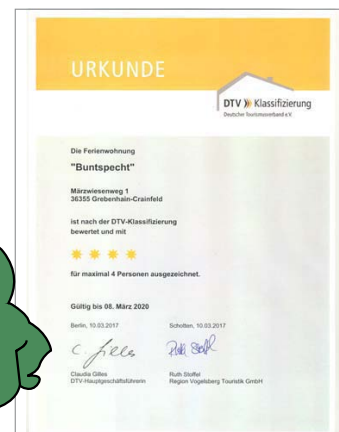 URKUNDE
DTV Klassifizierung
Deutscher Tourismusverband e.V.
Die Ferienwohnung
"Buntspecht"
Märzwiesenweg 1
36355 Grebenhain-Crainfeld
ist nach der DTV-Klassifizierung
bewertet und mit
für maximal 4 Personen ausgezeichnet.
Gültig bis 08. März 2020
Berlin, 10.03.2017
Scholten, 10.03.2017
C. Gilles
Claudia Gilles
DTV-Hauptgeschäftsführerin
Ruth Stoffel
Region Vogelsberg Touristik GmbH